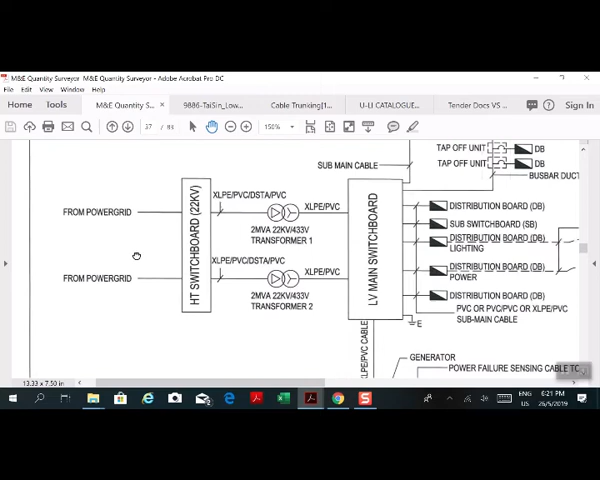 M&E Quantity Surveyor M&E Quantity Surveyor - Adobe Acrobat Pro DC
File Edit View Window Help
Home Tools M&E Quantity S... × 9886-TaiSin_Low... Cable Trunking[1... U-LI CATALOGUE... Tender Docs VS ... Sign In
37 / 150%
TAP OFF UNIT DB
SUB MAIN CABLE TAP OFF UNIT DB
BUSBAR DUCT
HT SWITCHBOARD (22KV)
XLPE/PVC/DSTA/PVC
FROM POWERGRID
XLPE/PVC
2MVA 22KV/433V
TRANSFORMER 1
XLPE/PVC/DSTA/PVC
FROM POWERGRID
XLPE/PVC
2MVA 22KV/433V
TRANSFORMER 2
LV MAIN SWITCHBOARD
DISTRIBUTION BOARD (DB)
SUB SWITCHBOARD (SB)
DISTRIBUTION BOARD (DB)
LIGHTING
DISTRIBUTION BOARD (DB)
POWER
DISTRIBUTION BOARD (DB)
PVC OR PVC/PVC OR XLPE/PVC
SUB-MAIN CABLE
E
XLPE/PVC CABLE
GENERATOR
POWER FAILURE SENSING CABLE TO
13.33 x 7.50 in
ENG 6:21 PM
US 26/5/2019